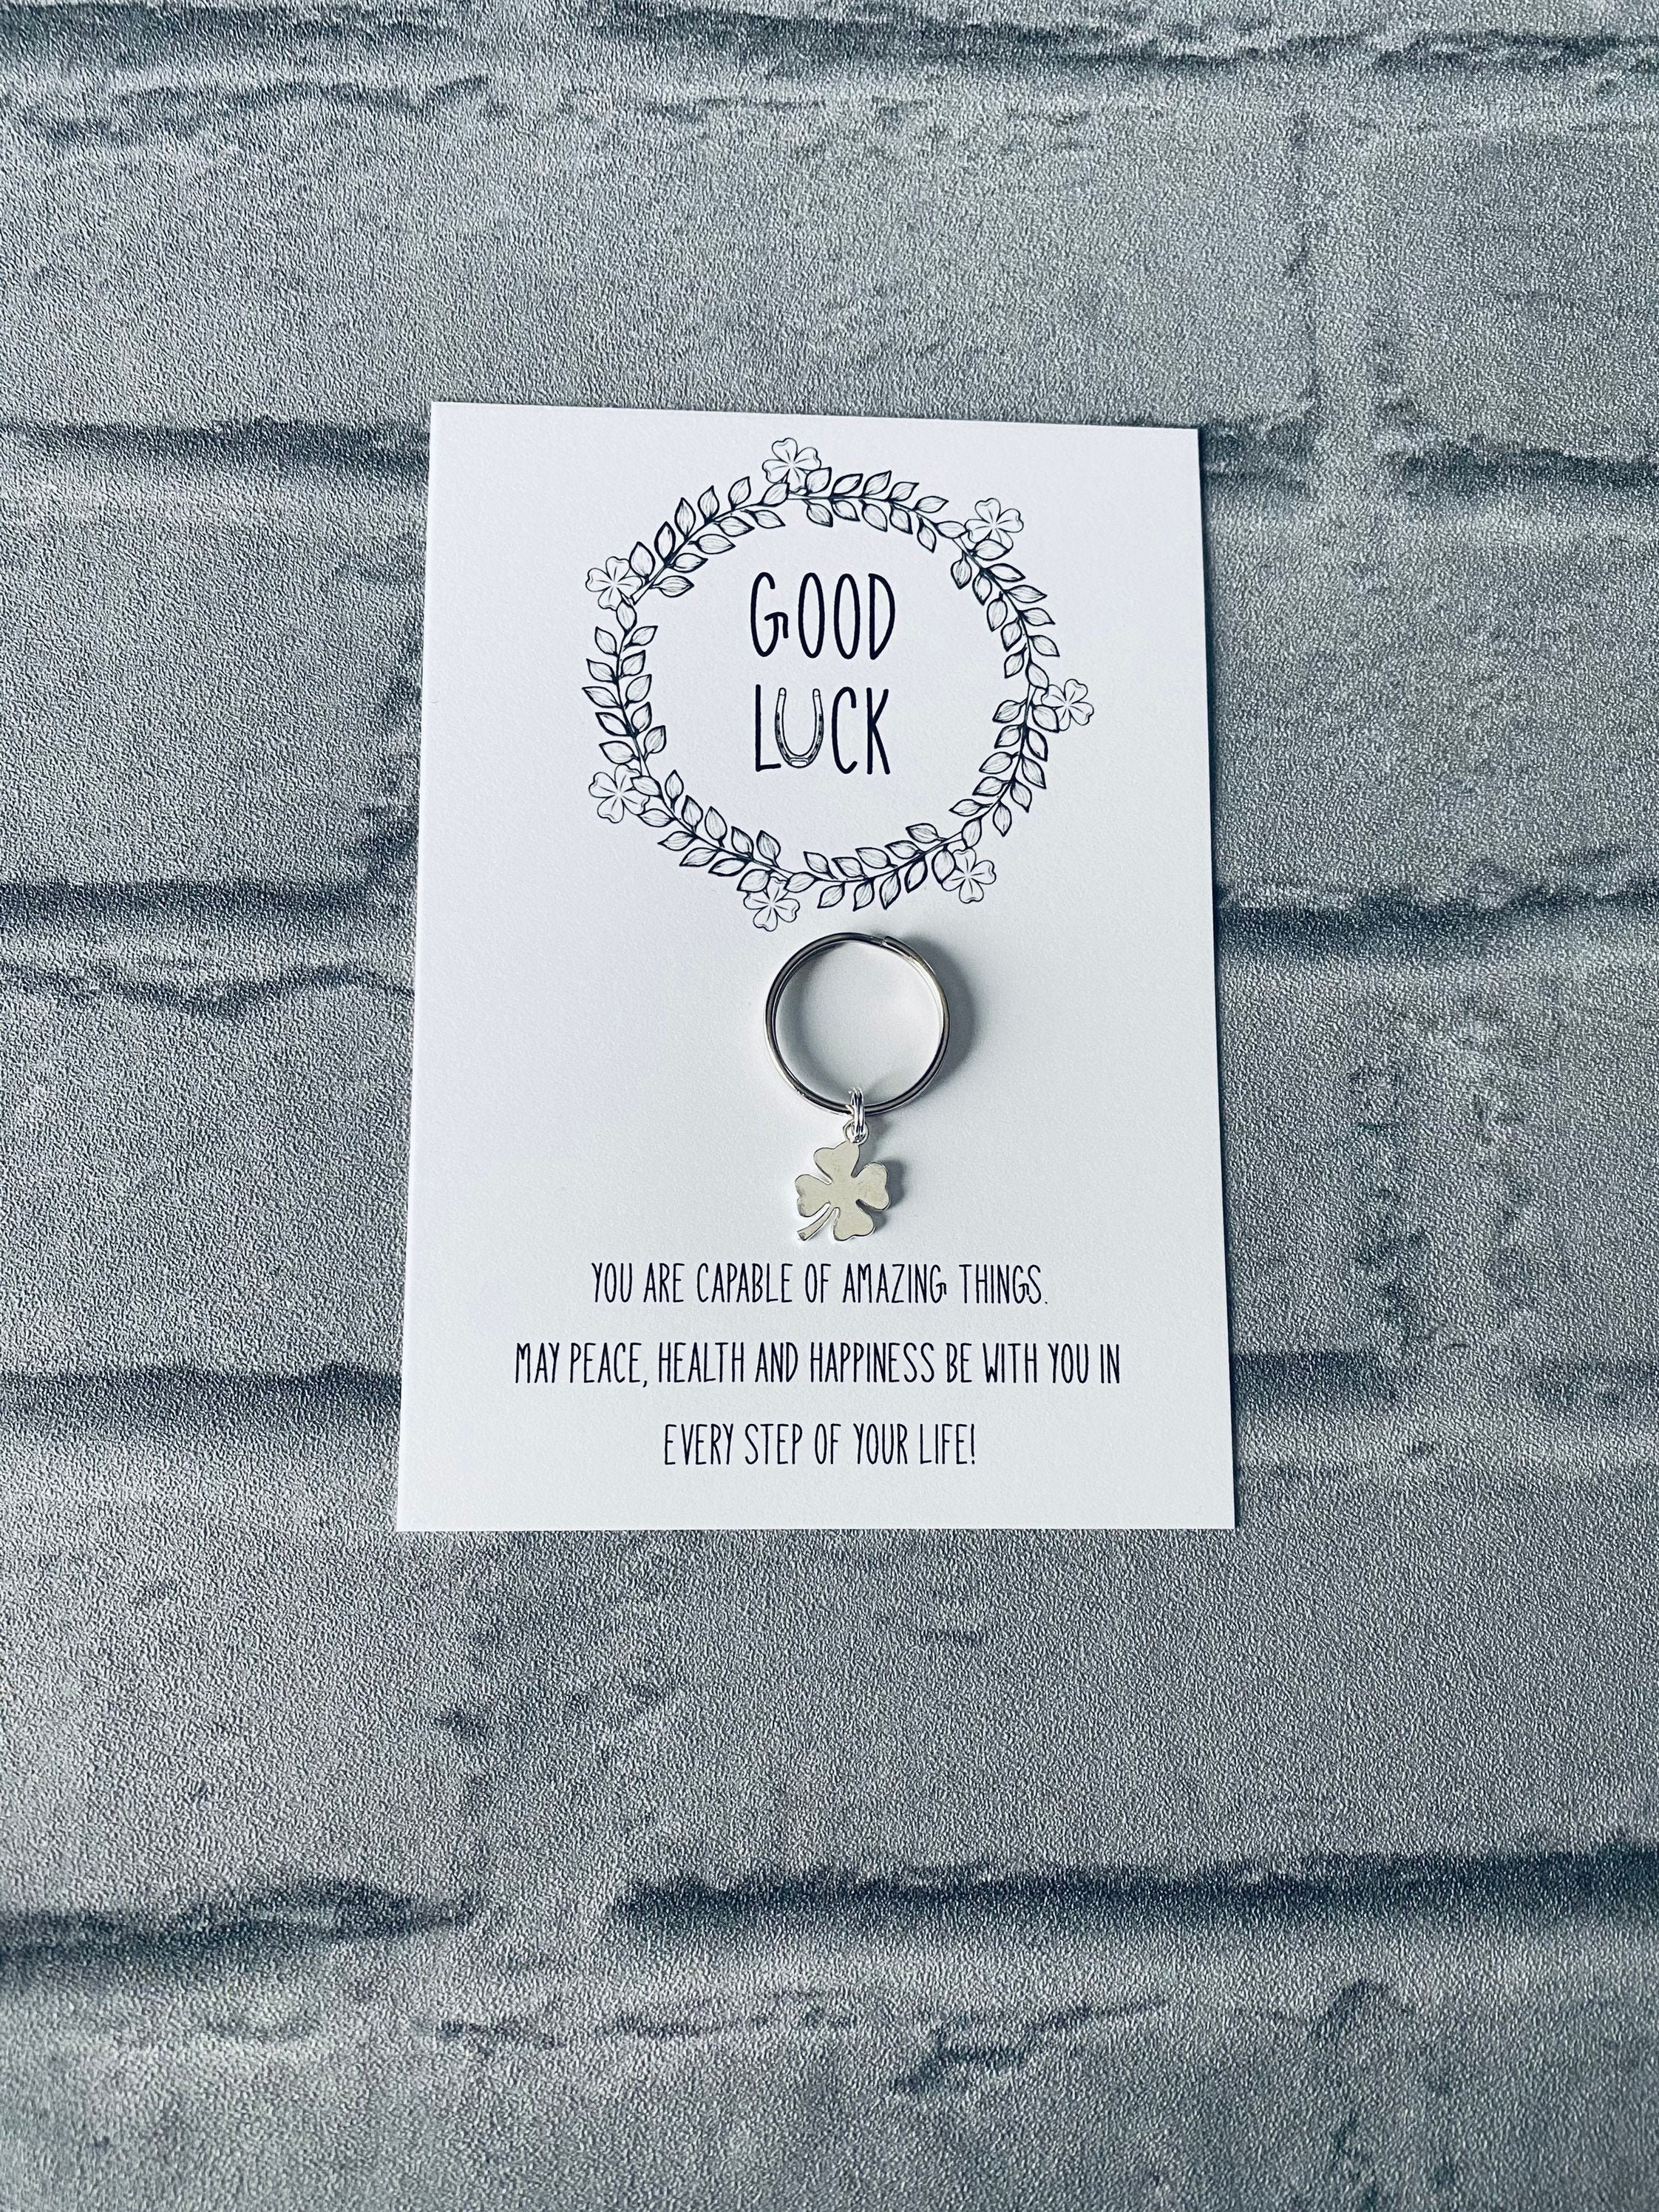 GOOD
LUCK
YOU ARE CAPABLE OF AMAZING THINGS.
MAY PEACE, HEALTH AND HAPPINESS BE WITH YOU IN
EVERY STEP OF YOUR LIFE!